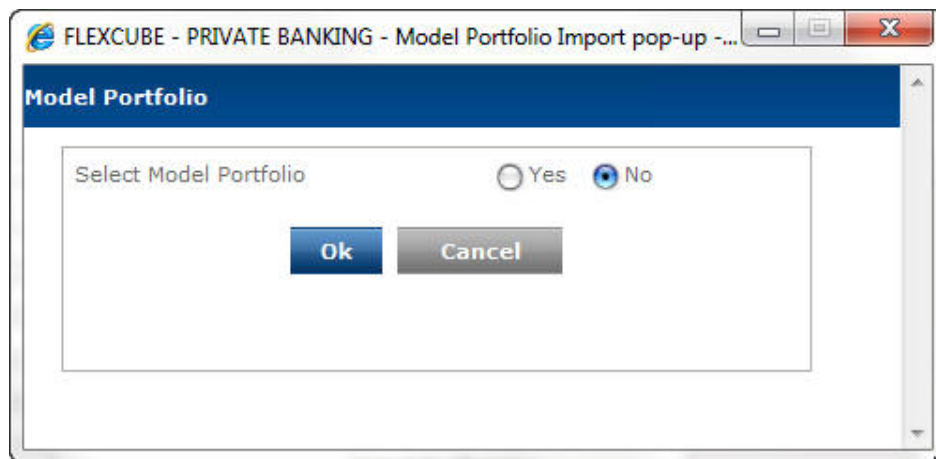 FLEXCUBE - PRIVATE BANKING - Model Portfolio Import pop-up -...
Model Portfolio
Select Model Portfolio Yes No
Ok Cancel